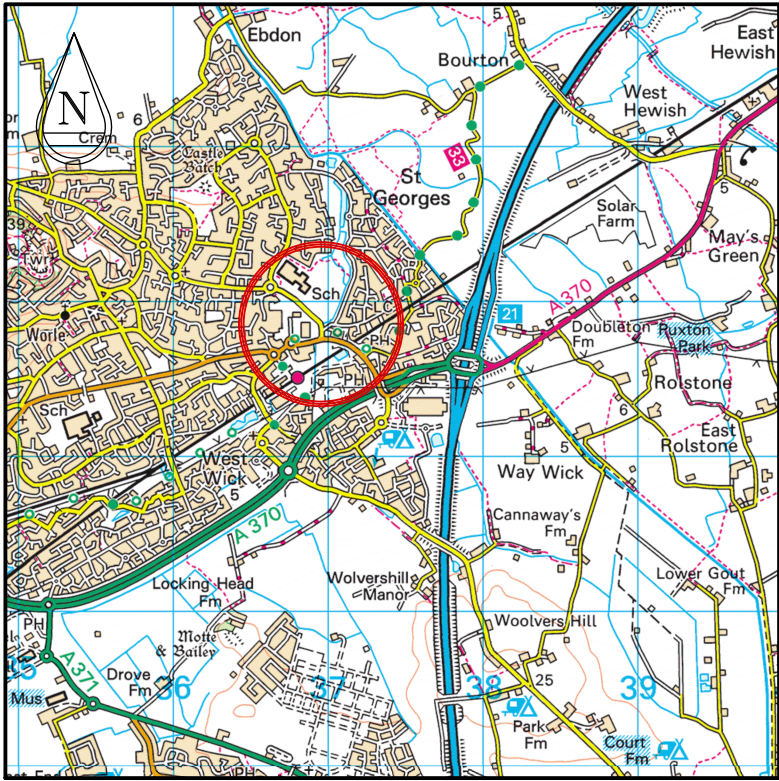 Ebdon
5
East
Hewish
Bourton
N
West
Hewish
6
Crem
Castle
Batch
33
St
Georges
5
Solar
Farm
May's
Green
39
Twr
Sch
A 370
21
Doubleton
Fm
Puxton
Park
Worle
PH
PH
Rolstone
Sch
6
East
Rolstone
West
Wick
5
5
Way Wick
A 370
Cannaway's
Fm
Locking Head
Fm
Wolvershill
Manor
Lower Gout
Fm
PH
Motte
& Bailey
Woolvers Hill
A371
Drove
Fm
36
37
38
25
39
Mus
Park
Fm
Court
Fm
PH